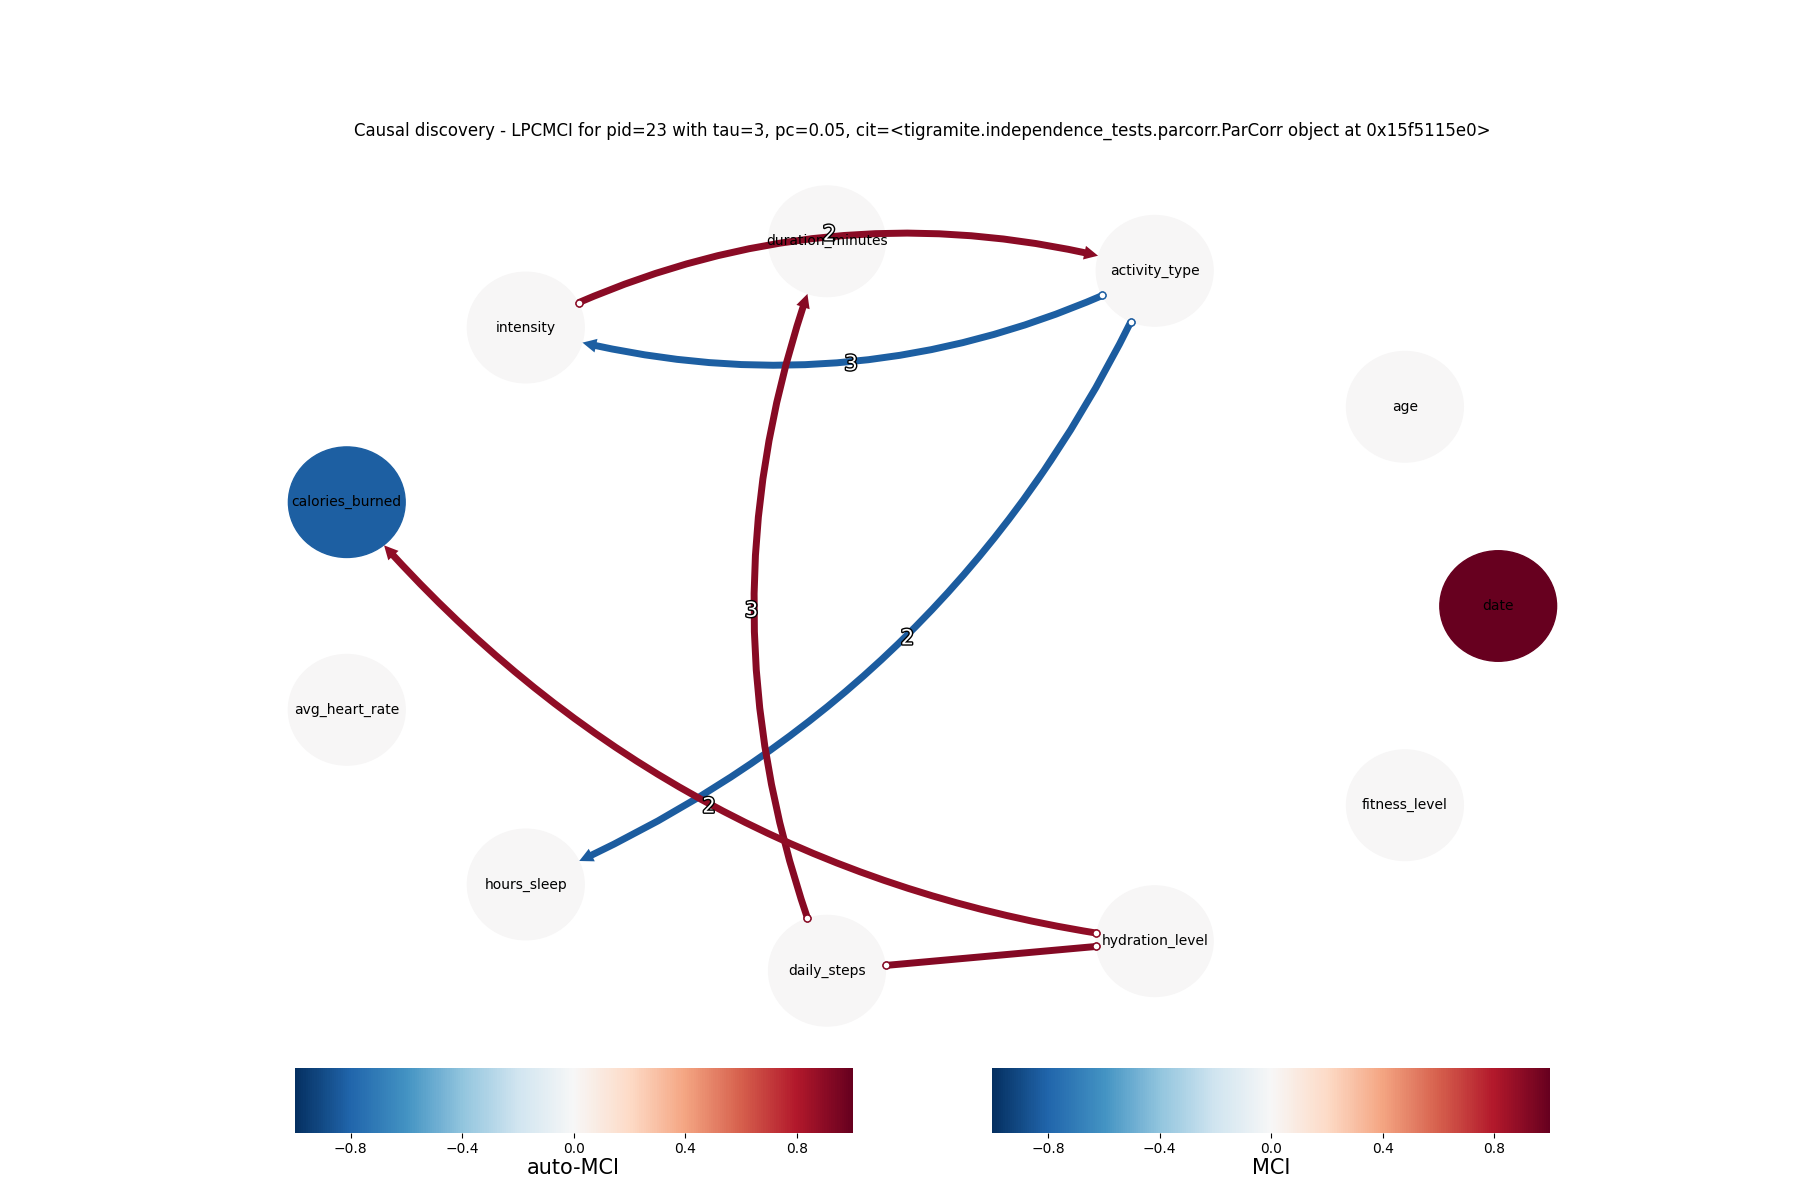 Causal discovery - LPCMCI for pid=23 with tau=3, pc=0.05, cit=<tigramite.independence_tests.parcorr.ParCorr object at 0x15f5115e0>
2
duration_minutes
activity_type
intensity
3
age
calories_burned
date
3
2
avg_heart_rate
2
fitness_level
hours_sleep
hydration_level
daily_steps
−0.8 −0.4 0.0 0.4 0.8
auto-MCI
−0.8 −0.4 0.0 0.4 0.8
MCI